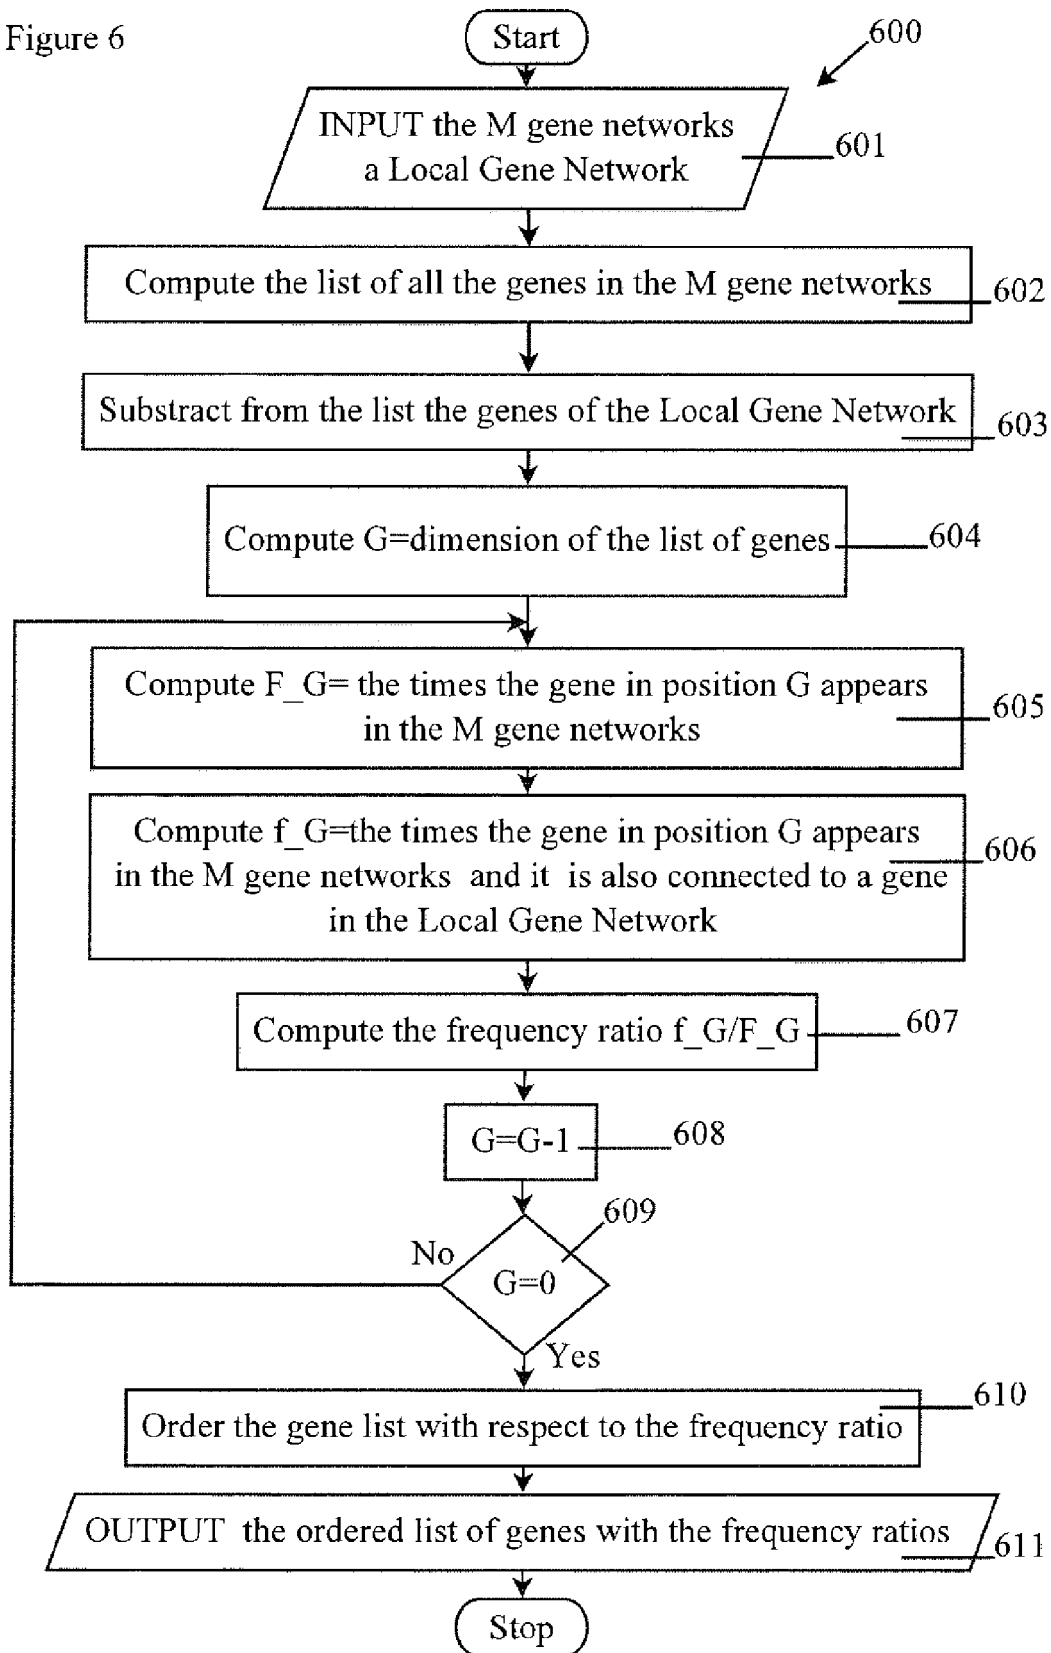 Figure 6
Start
600
INPUT the M gene networks
a Local Gene Network
601
Compute the list of all the genes in the M gene networks
602
Substract from the list the genes of the Local Gene Network
603
Compute G=dimension of the list of genes
604
Compute F_G= the times the gene in position G appears
in the M gene networks
605
Compute f_G=the times the gene in position G appears
in the M gene networks and it is also connected to a gene
in the Local Gene Network
606
Compute the frequency ratio f_G/F_G
607
G=G-1
608
609
No
G=0
Yes
610
Order the gene list with respect to the frequency ratio
OUTPUT the ordered list of genes with the frequency ratios
611
Stop